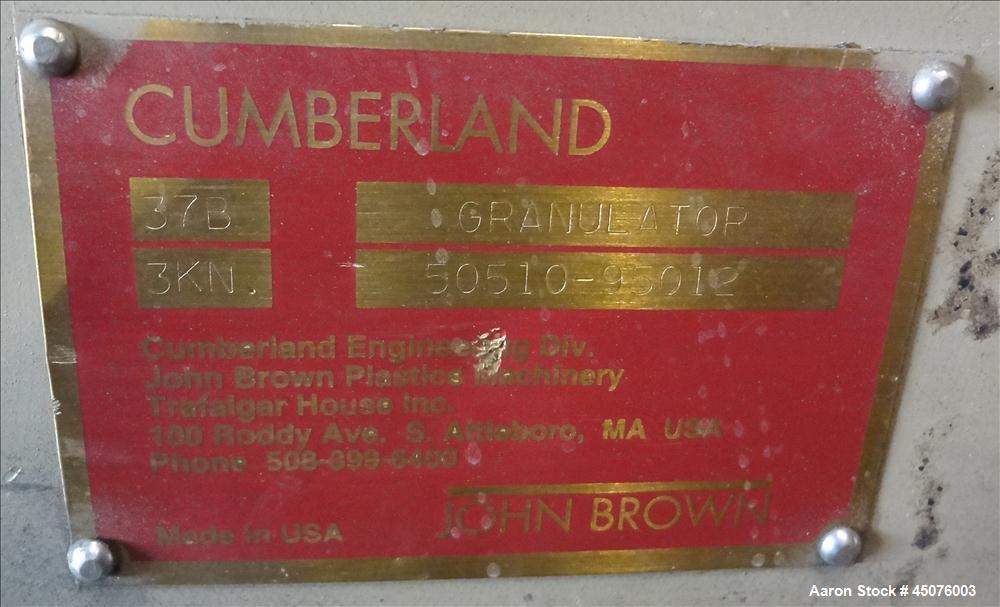 CUMBERLAND
37B GRANULATOR
3KN. 50510-95012
Cumberland Engineering Div.
John Brown Plastics Machinery
Trafalgar House Inc.
100 Roddy Ave. S. Attleboro, MA USA
Phone 508-399-6400
Made in USA
JOHN BROWN
Aaron Stock # 45076003